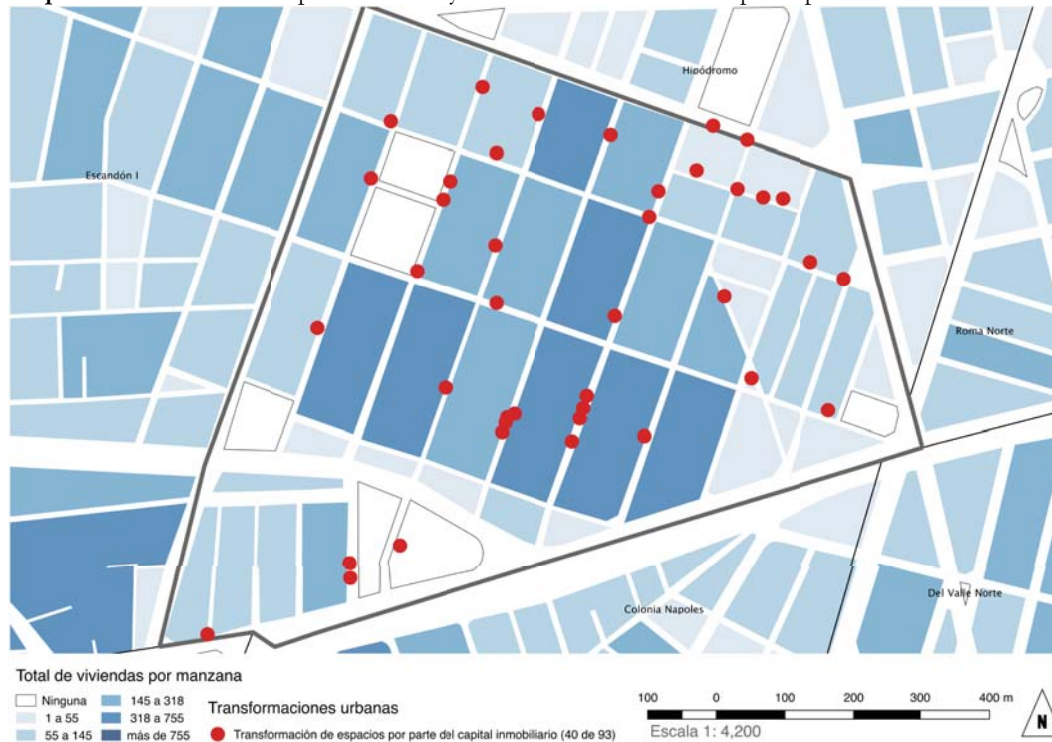 Hipódromo
Escandón I
Roma Norte
Del Valle Norte
Colonia Napoles
Total de viviendas por manzana
Ninguna
1 a 55
55 a 145
145 a 318
318 a 755
más de 755
Transformaciones urbanas
Transformación de espacios por parte del capital inmobiliario (40 de 93)
100 0 100 200 300 400 m
Escala 1: 4,200
N